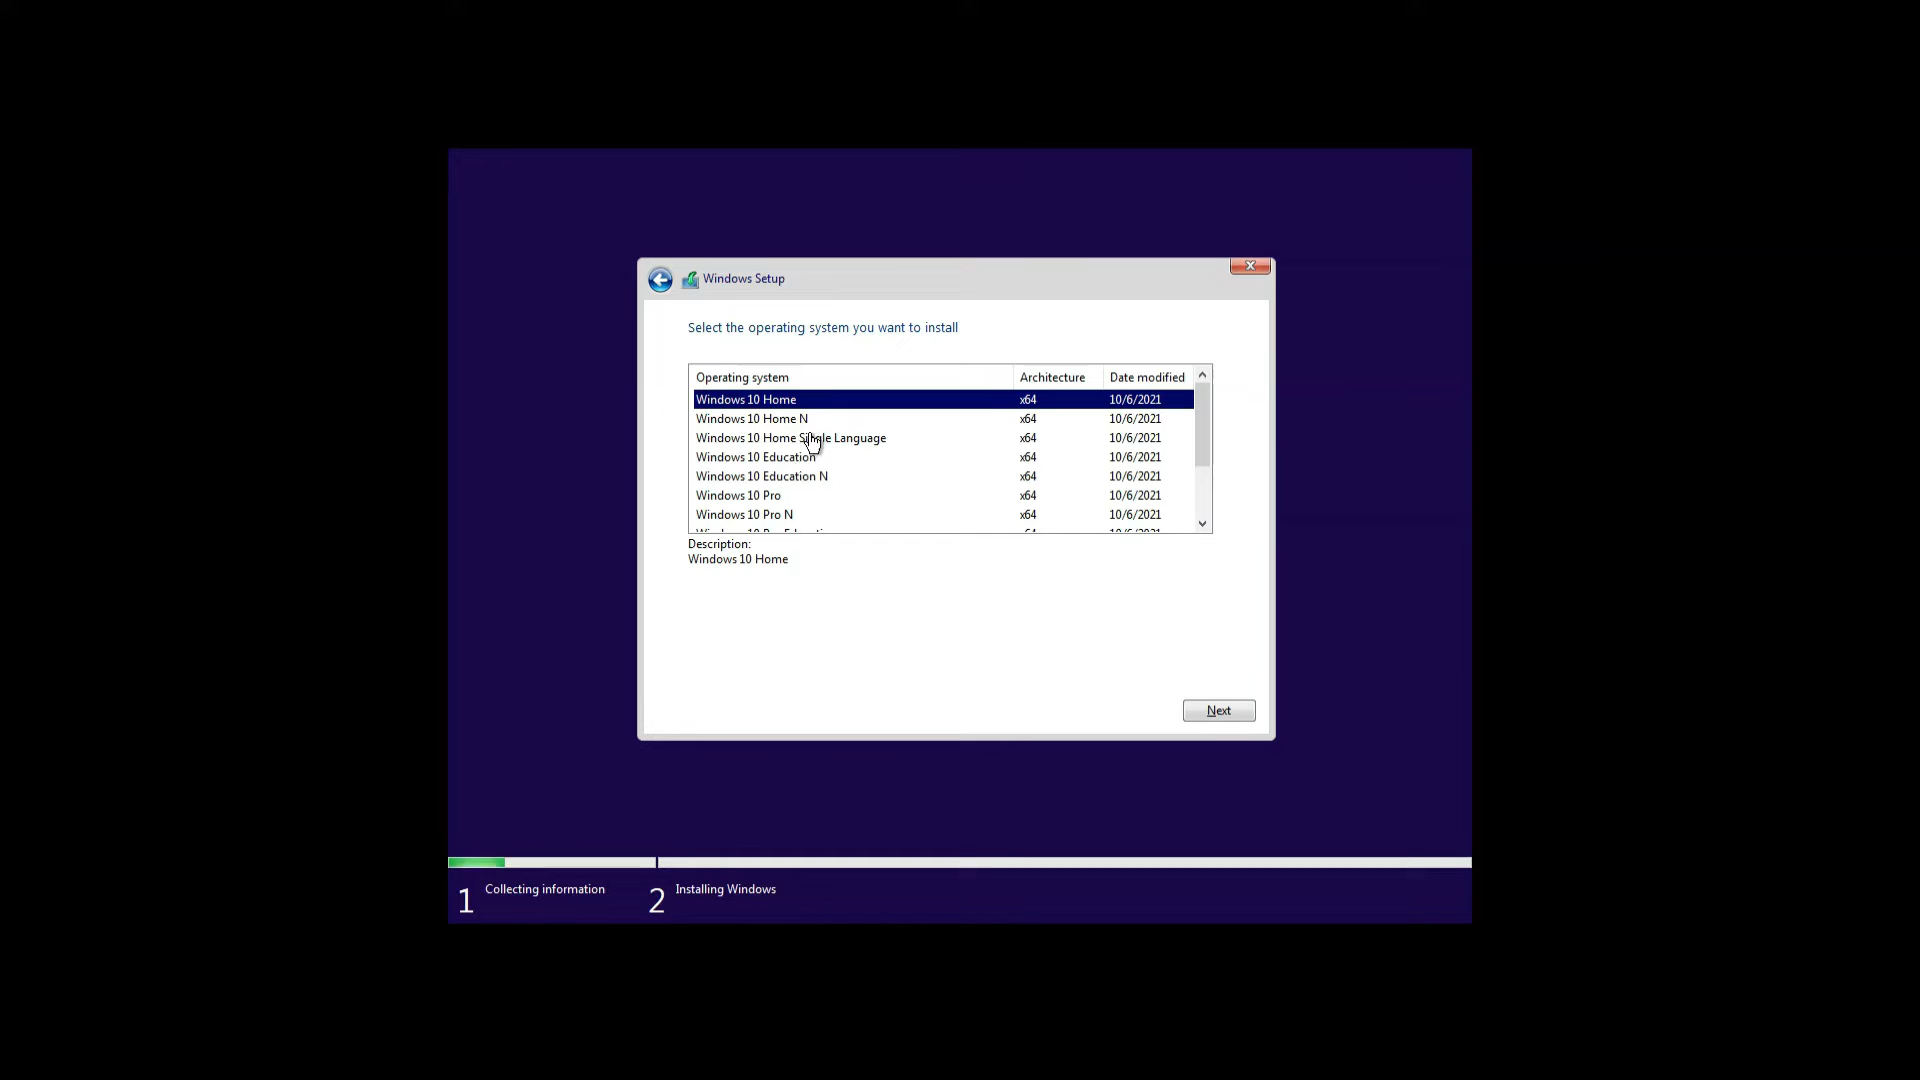 Windows Setup
Select the operating system you want to install
Operating system Architecture Date modified
Windows 10 Home x64 10/6/2021
Windows 10 Home N x64 10/6/2021
Windows 10 Home Single Language x64 10/6/2021
Windows 10 Education x64 10/6/2021
Windows 10 Education N x64 10/6/2021
Windows 10 Pro x64 10/6/2021
Windows 10 Pro N x64 10/6/2021
Description:
Windows 10 Home
Next
1 Collecting information 2 Installing Windows